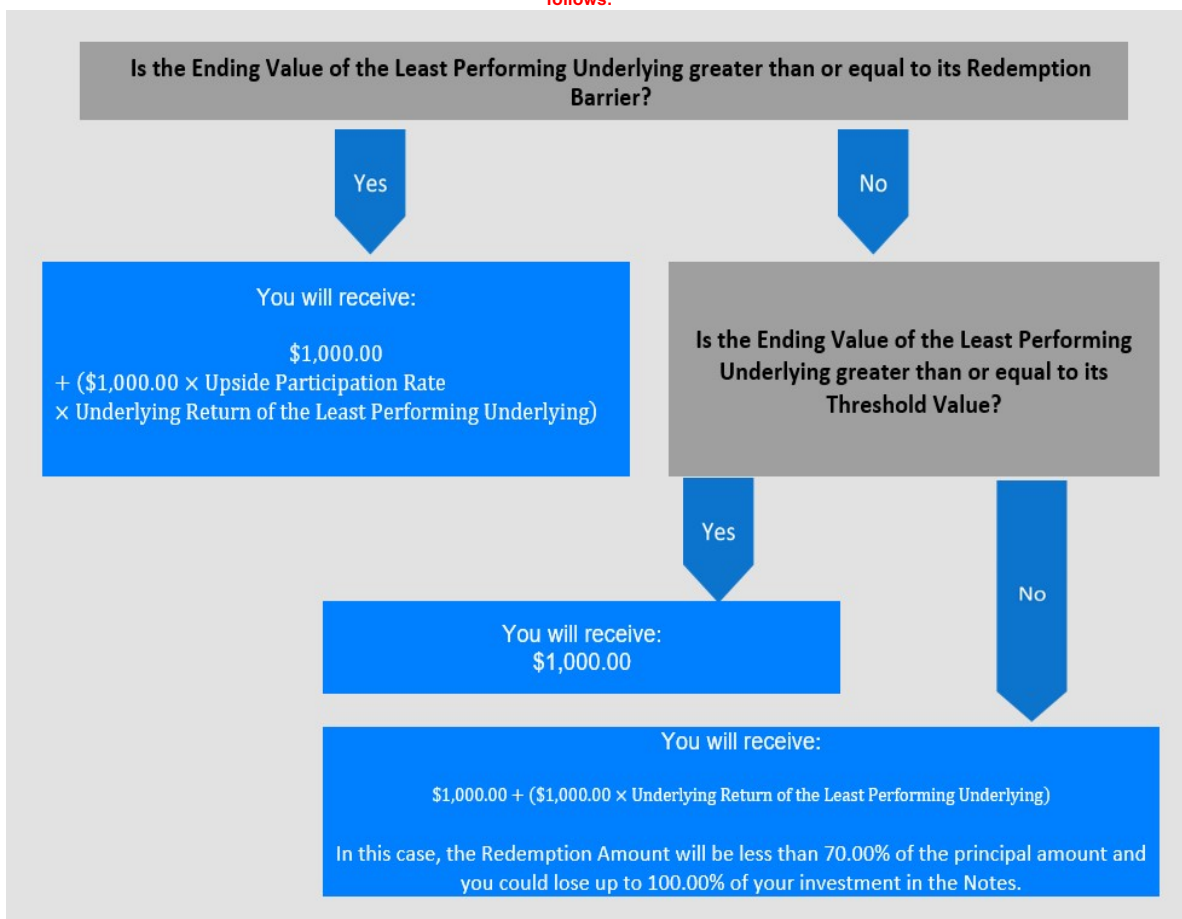 follows:
Is the Ending Value of the Least Performing Underlying greater than or equal to its Redemption
Barrier?
Yes
No
You will receive:
$1,000.00
+ ($1,000.00 × Upside Participation Rate
× Underlying Return of the Least Performing Underlying)
Is the Ending Value of the Least Performing
Underlying greater than or equal to its
Threshold Value?
Yes
No
You will receive:
$1,000.00
You will receive:
$1,000.00 + ($1,000.00 × Underlying Return of the Least Performing Underlying)
In this case, the Redemption Amount will be less than 70.00% of the principal amount and
you could lose up to 100.00% of your investment in the Notes.